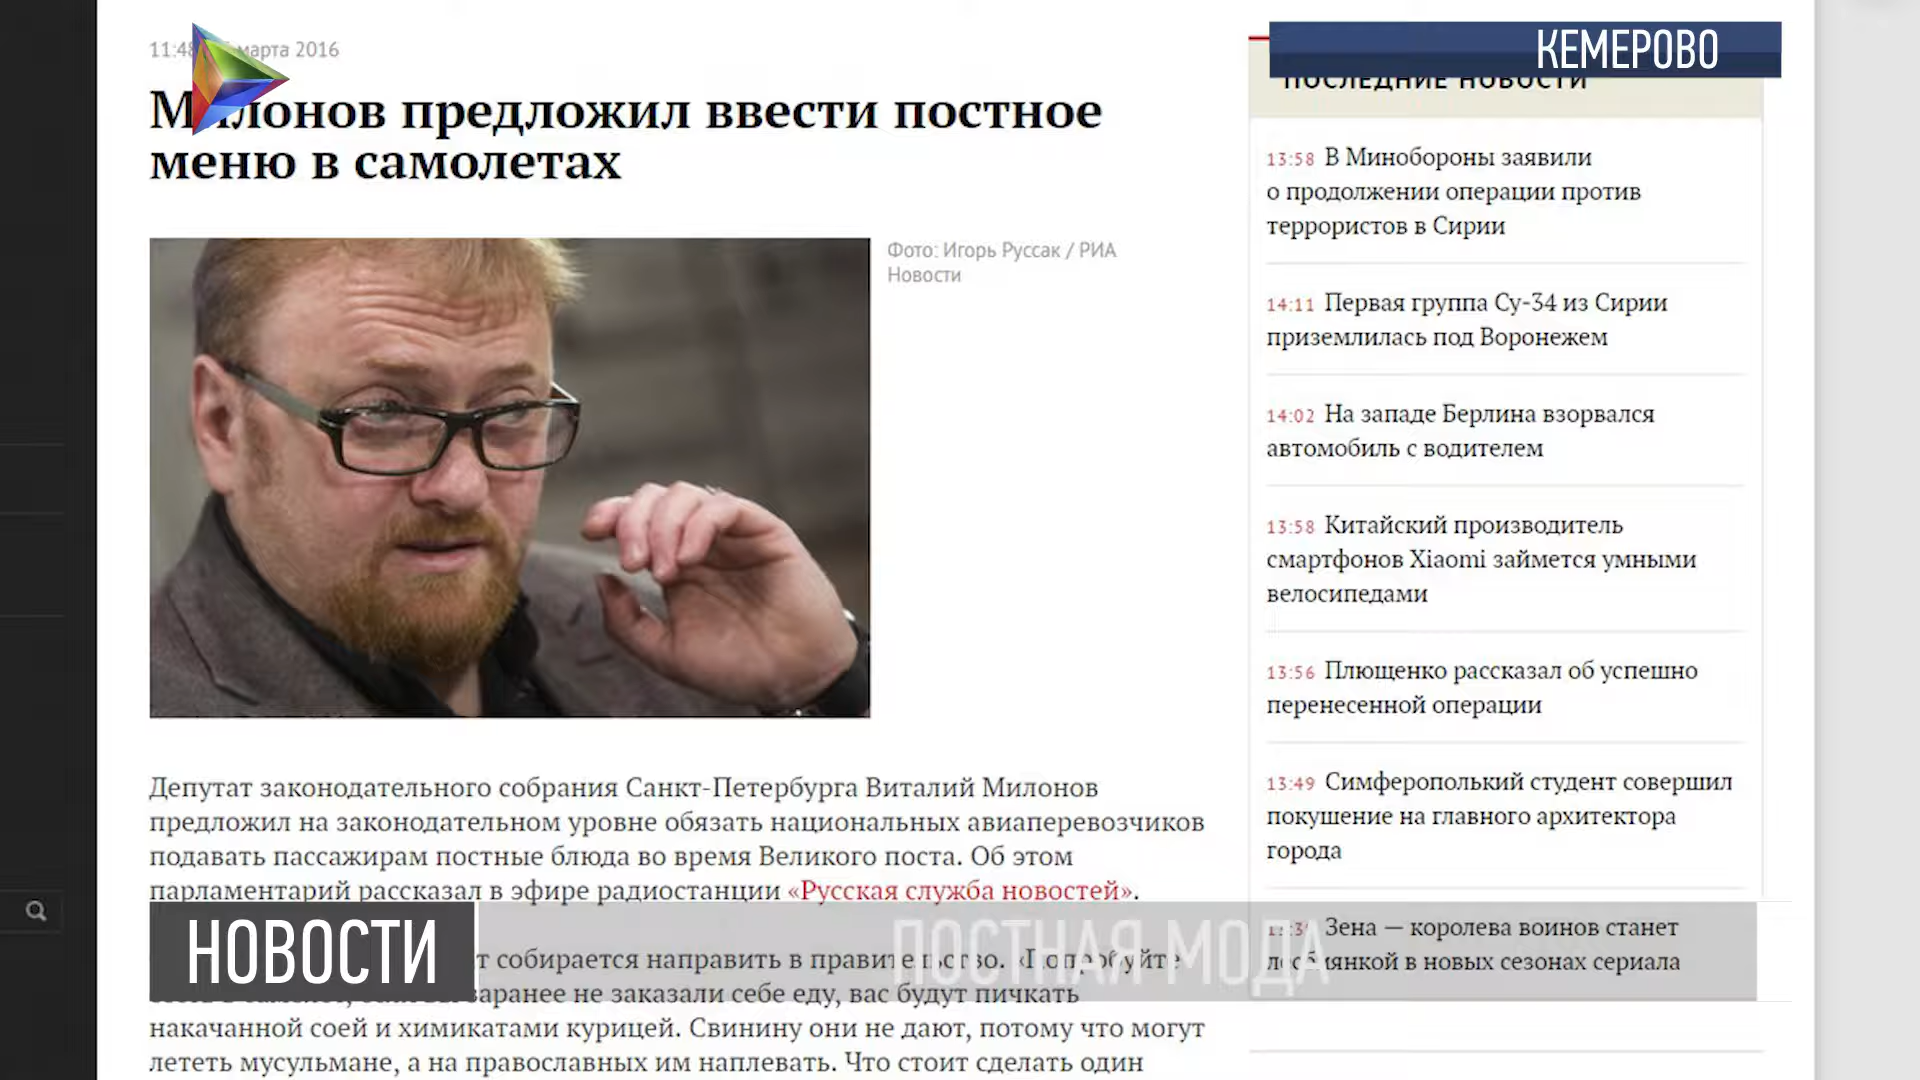 марта 2016
КЕМЕРОВО
Милонов предложил ввести постное
меню в самолетах
Фото: Игорь Руссак / РИА
Новости
Депутат законодательного собрания Санкт-Петербурга Виталий Милонов
предложил на законодательном уровне обязать национальных авиаперевозчиков
подавать пассажирам постные блюда во время Великого поста. Об этом
парламентарий рассказал в эфире радиостанции «Русская служба новостей».
собирается направить в правительство. «Попробуйте
заранее не заказали себе еду, вас будут пичкать
накачанной соей и химикатами курицей. Свинину они не дают, потому что могут
лететь мусульмане, а на православных им наплевать. Что стоит сделать один
ПОСЛЕДНИЕ НОВОСТИ
13:58 В Минобороны заявили
о продолжении операции против
террористов в Сирии
14:11 Первая группа Су-34 из Сирии
приземлилась под Воронежем
14:02 На западе Берлина взорвался
автомобиль с водителем
13:58 Китайский производитель
смартфонов Xiaomi займется умными
велосипедами
13:56 Плющенко рассказал об успешно
перенесенной операции
13:49 Симферополький студент совершил
покушение на главного архитектора
города
Зена — королева воинов станет
лесбиянкой в новых сезонах сериала
НОВОСТИ
ПОСТНАЯ МОДА